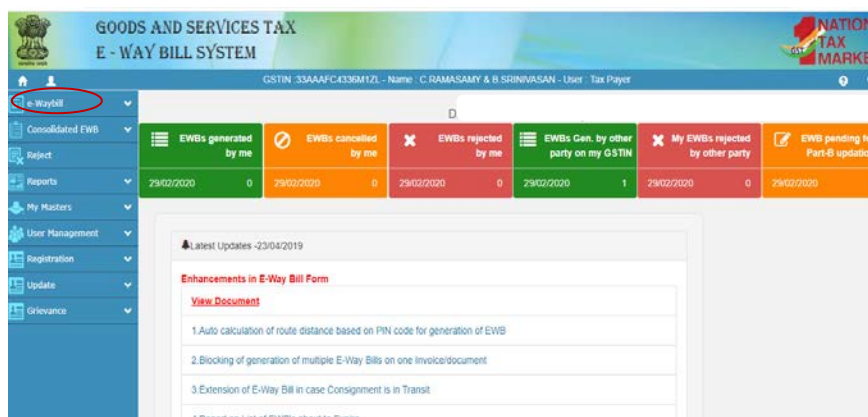 GOODS AND SERVICES TAX
E - WAY BILL SYSTEM
NATION
TAX
MARKE
GST
GSTIN :33AAAFC4336M1ZL - Name : C.RAMASAMY & B.SRINIVASAN - User : Tax Payer
e-Waybill
Consolidated EWB
Reject
Reports
My Masters
User Management
Registration
Update
Grievance
D.
EWBs generated by me
29/02/2020 0
EWBs cancelled by me
29/02/2020 0
EWBs rejected by me
29/02/2020 0
EWBs Gen. by other party on my GSTIN
29/02/2020 1
My EWBs rejected by other party
29/02/2020 0
EWB pending fo
Part-B updatio
29/02/2020
Latest Updates -23/04/2019
Enhancements in E-Way Bill Form
View Document
1.Auto calculation of route distance based on PIN code for generation of EWB
2.Blocking of generation of multiple E-Way Bills on one Invoice/document
3.Extension of E-Way Bill in case Consignment is in Transit